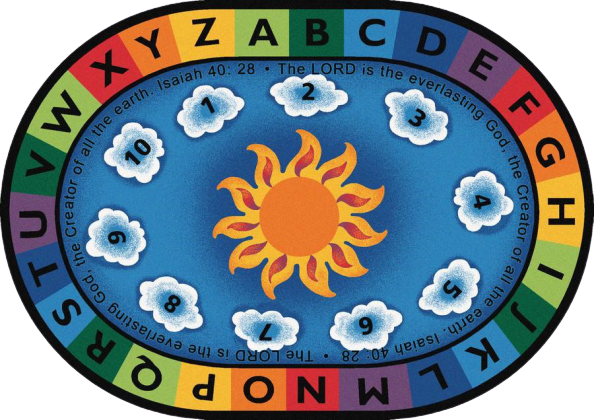 A B C D E F G H I J K L M N O P Q R S T U V W X Y Z
The LORD is the everlasting God, the Creator of all the earth. Isaiah 40: 28 •
The LORD is the everlasting God, the Creator of all the earth. Isaiah 40: 28 •
1 2 3 4 5 6 7 8 9 10